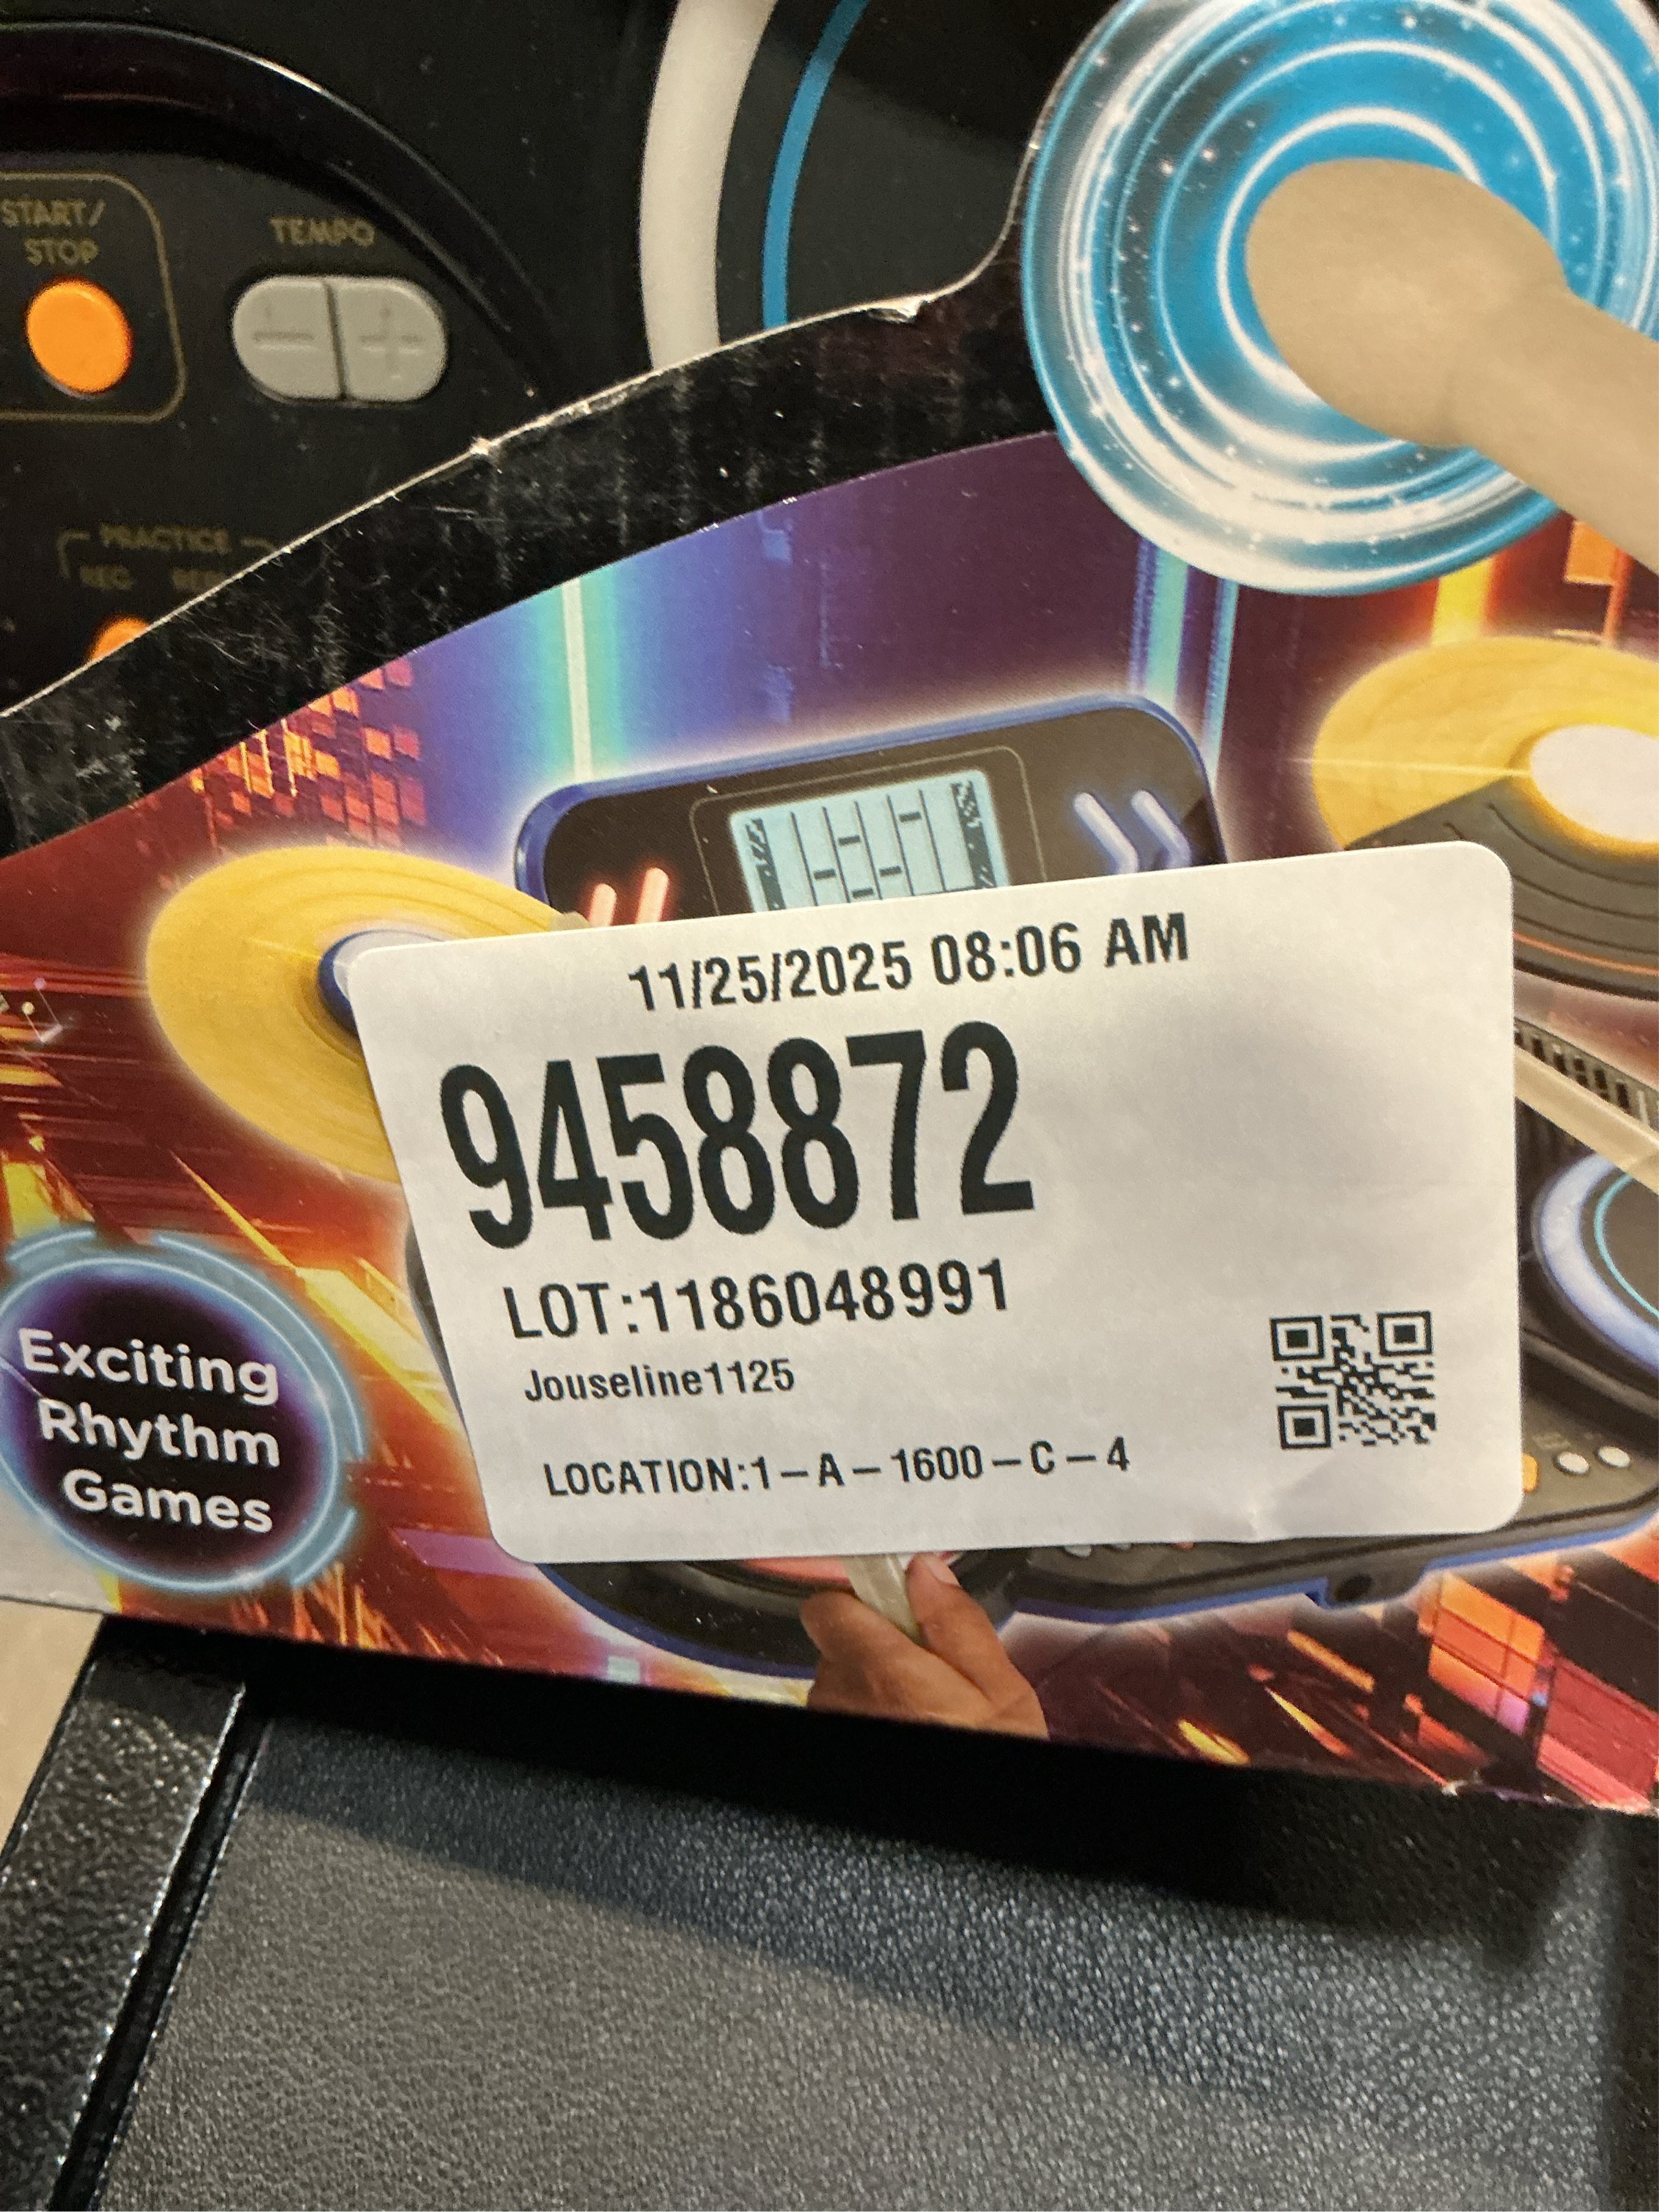 START/
STOP
TEMPO
PRACTICE
REC
11/25/2025 08:06 AM
9458872
LOT:1186048991
Jouseline1125
LOCATION:1-A-1600-C-4
Exciting
Rhythm
Games